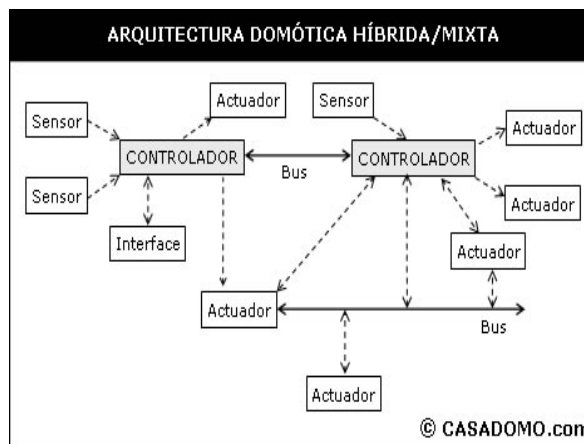 ARQUITECTURA DOMÓTICA HÍBRIDA/MIXTA
Actuador
Sensor
Sensor
Actuador
CONTROLADOR
Bus
CONTROLADOR
Sensor
Actuador
Interface
Actuador
Actuador
Bus
Actuador
© CASADOMO.com